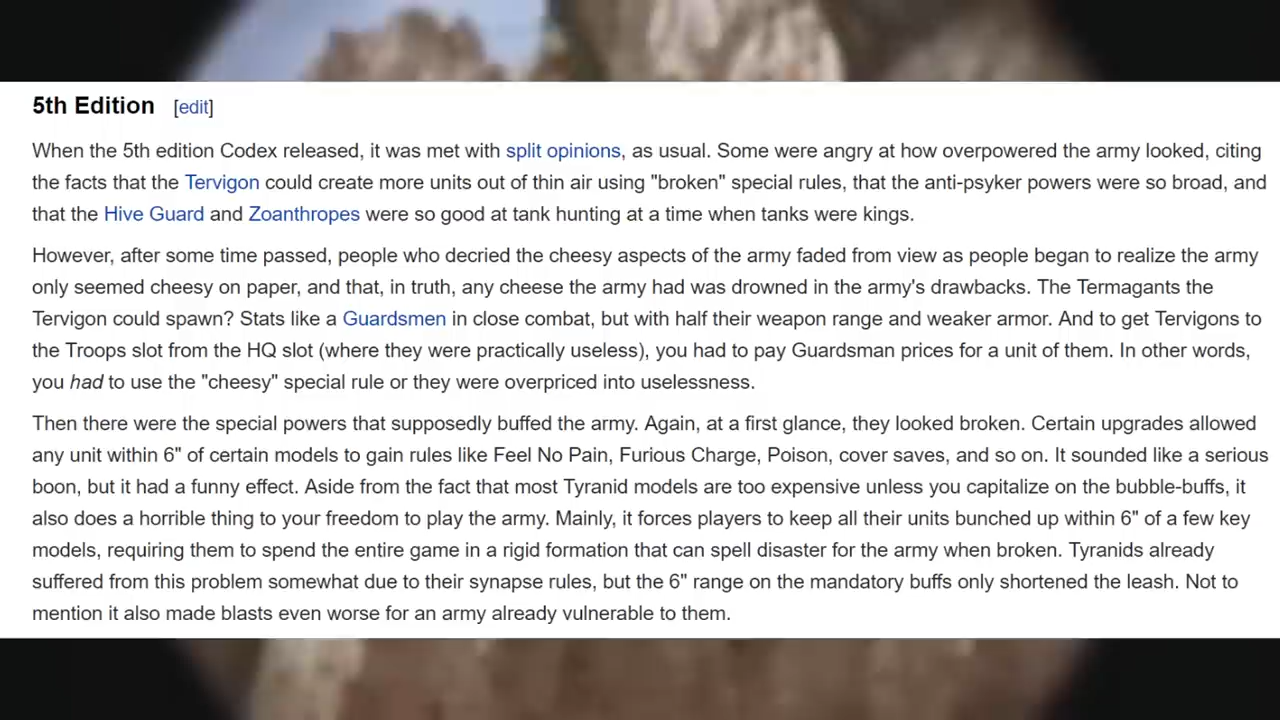 5th Edition [edit]
When the 5th edition Codex released, it was met with split opinions, as usual. Some were angry at how overpowered the army looked, citing
the facts that the Tervigon could create more units out of thin air using "broken" special rules, that the anti-psyker powers were so broad, and
that the Hive Guard and Zoanthropes were so good at tank hunting at a time when tanks were kings.
However, after some time passed, people who decried the cheesy aspects of the army faded from view as people began to realize the army
only seemed cheesy on paper, and that, in truth, any cheese the army had was drowned in the army's drawbacks. The Termagants the
Tervigon could spawn? Stats like a Guardsmen in close combat, but with half their weapon range and weaker armor. And to get Tervigons to
the Troops slot from the HQ slot (where they were practically useless), you had to pay Guardsman prices for a unit of them. In other words,
you had to use the "cheesy" special rule or they were overpriced into uselessness.
Then there were the special powers that supposedly buffed the army. Again, at a first glance, they looked broken. Certain upgrades allowed
any unit within 6" of certain models to gain rules like Feel No Pain, Furious Charge, Poison, cover saves, and so on. It sounded like a serious
boon, but it had a funny effect. Aside from the fact that most Tyranid models are too expensive unless you capitalize on the bubble-buffs, it
also does a horrible thing to your freedom to play the army. Mainly, it forces players to keep all their units bunched up within 6" of a few key
models, requiring them to spend the entire game in a rigid formation that can spell disaster for the army when broken. Tyranids already
suffered from this problem somewhat due to their synapse rules, but the 6" range on the mandatory buffs only shortened the leash. Not to
mention it also made blasts even worse for an army already vulnerable to them.